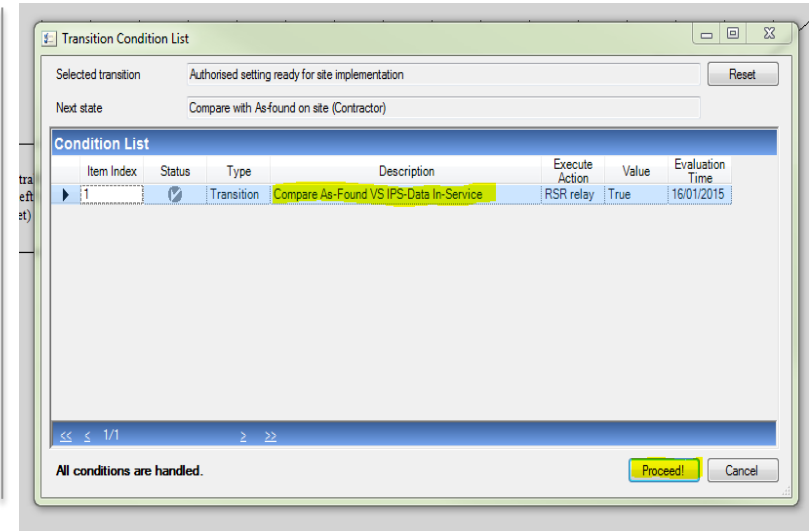 Transition Condition List
Selected transition Authorised setting ready for site implementation Reset
Next state Compare with As-found on site (Contractor)
Condition List
Item Index Status Type Description Execute Action Value Evaluation Time
1 Transition Compare As-Found VS IPS-Data In-Service RSR relay True 16/01/2015
<< < 1/1 > >>
All conditions are handled. Proceed! Cancel